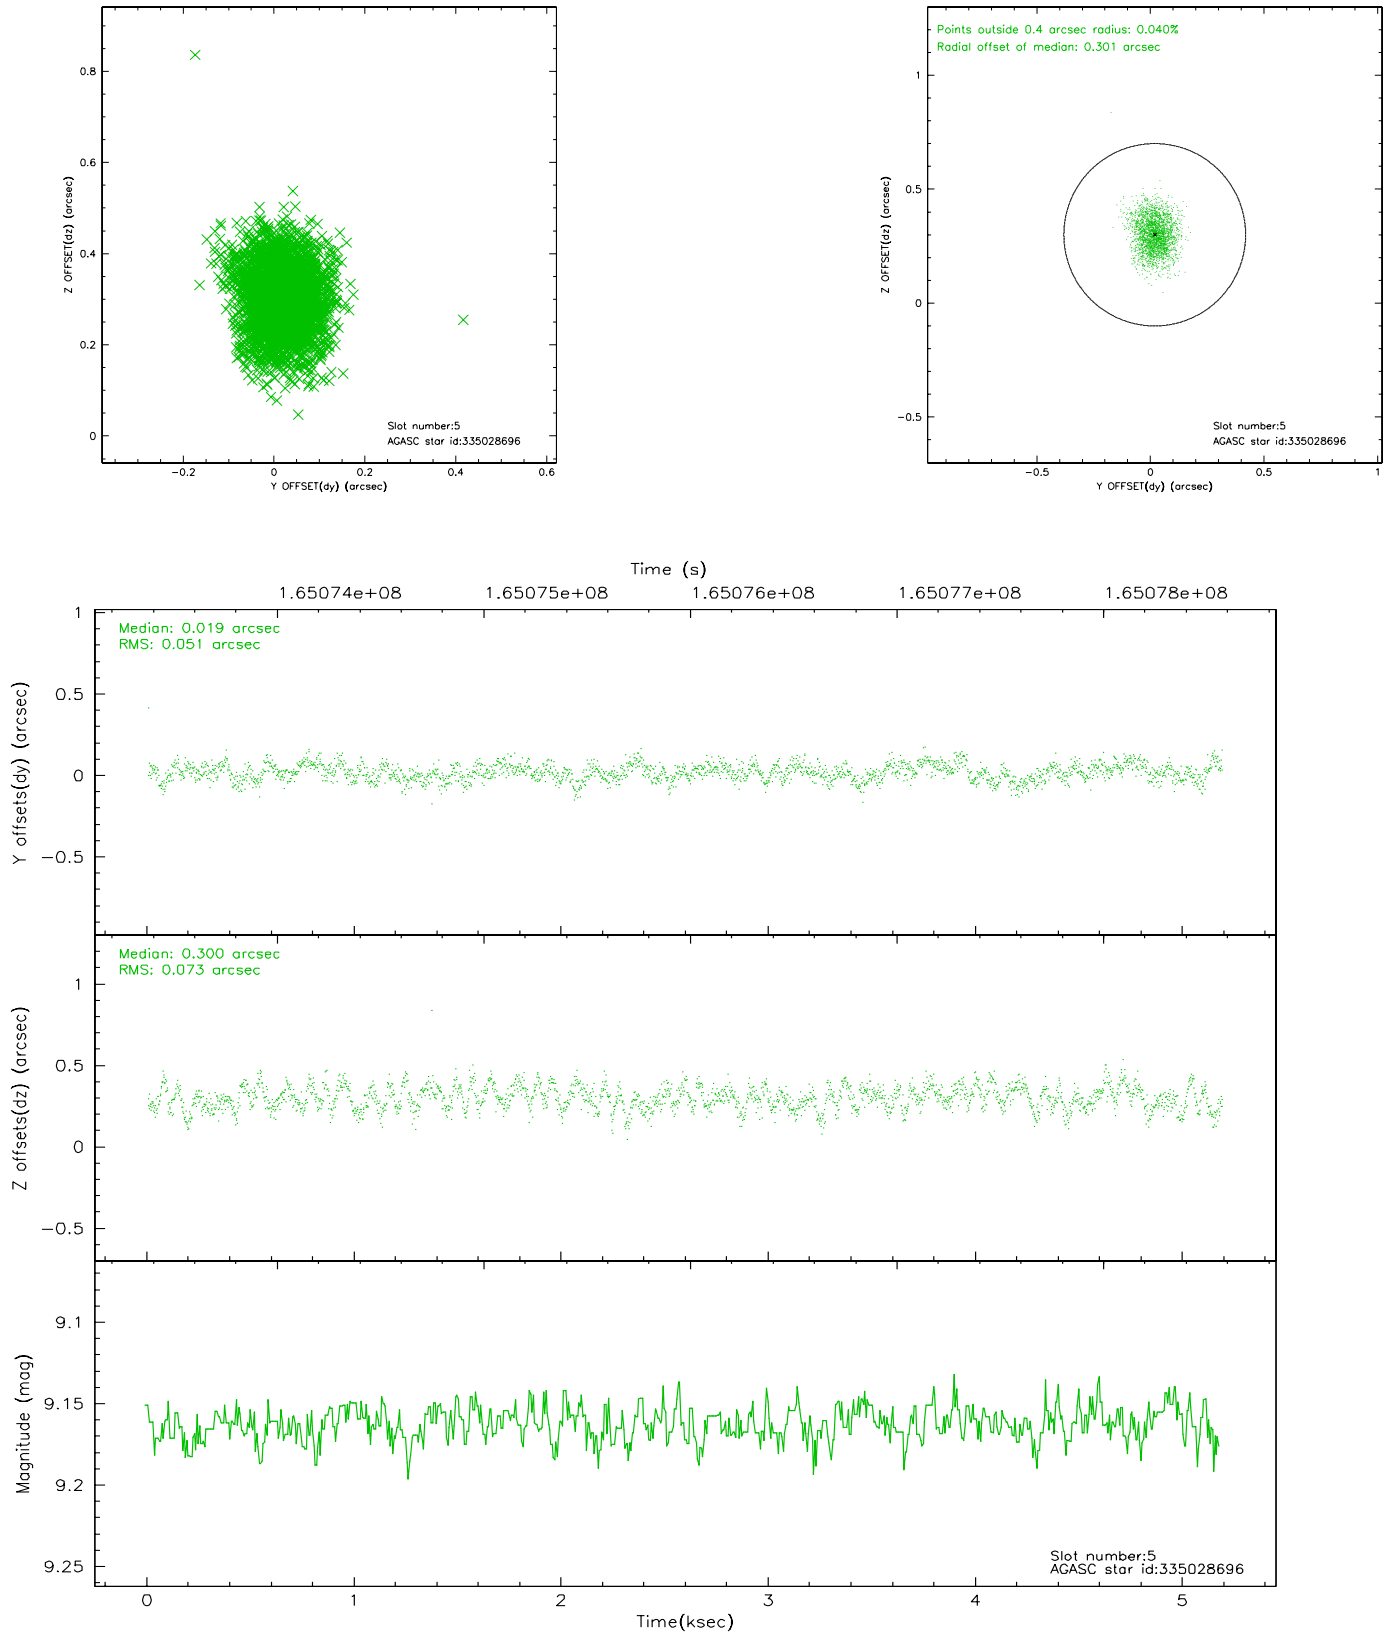 0.8
0.6
0.4
0.2
0
−0.2
0
0.2
0.4
0.6
Z OFFSET(dz) (arcsec)
Y OFFSET(dy) (arcsec)
Slot number:5
AGASC star id:335028696
Points outside 0.4 arcsec radius: 0.040%
Radial offset of median: 0.301 arcsec
1
0.5
0
−0.5
−0.5
0
0.5
1
Z OFFSET(dz) (arcsec)
Y OFFSET(dy) (arcsec)
Slot number:5
AGASC star id:335028696
Time (s)
1.65074e+08 1.65075e+08 1.65076e+08 1.65077e+08 1.65078e+08
Median: 0.019 arcsec
RMS: 0.051 arcsec
1
0.5
0
−0.5
Y offsets(dy) (arcsec)
Median: 0.300 arcsec
RMS: 0.073 arcsec
1
0.5
0
−0.5
Z offsets(dz) (arcsec)
9.1
9.15
9.2
9.25
Magnitude (mag)
Slot number:5
AGASC star id:335028696
0 1 2 3 4 5
Time(ksec)